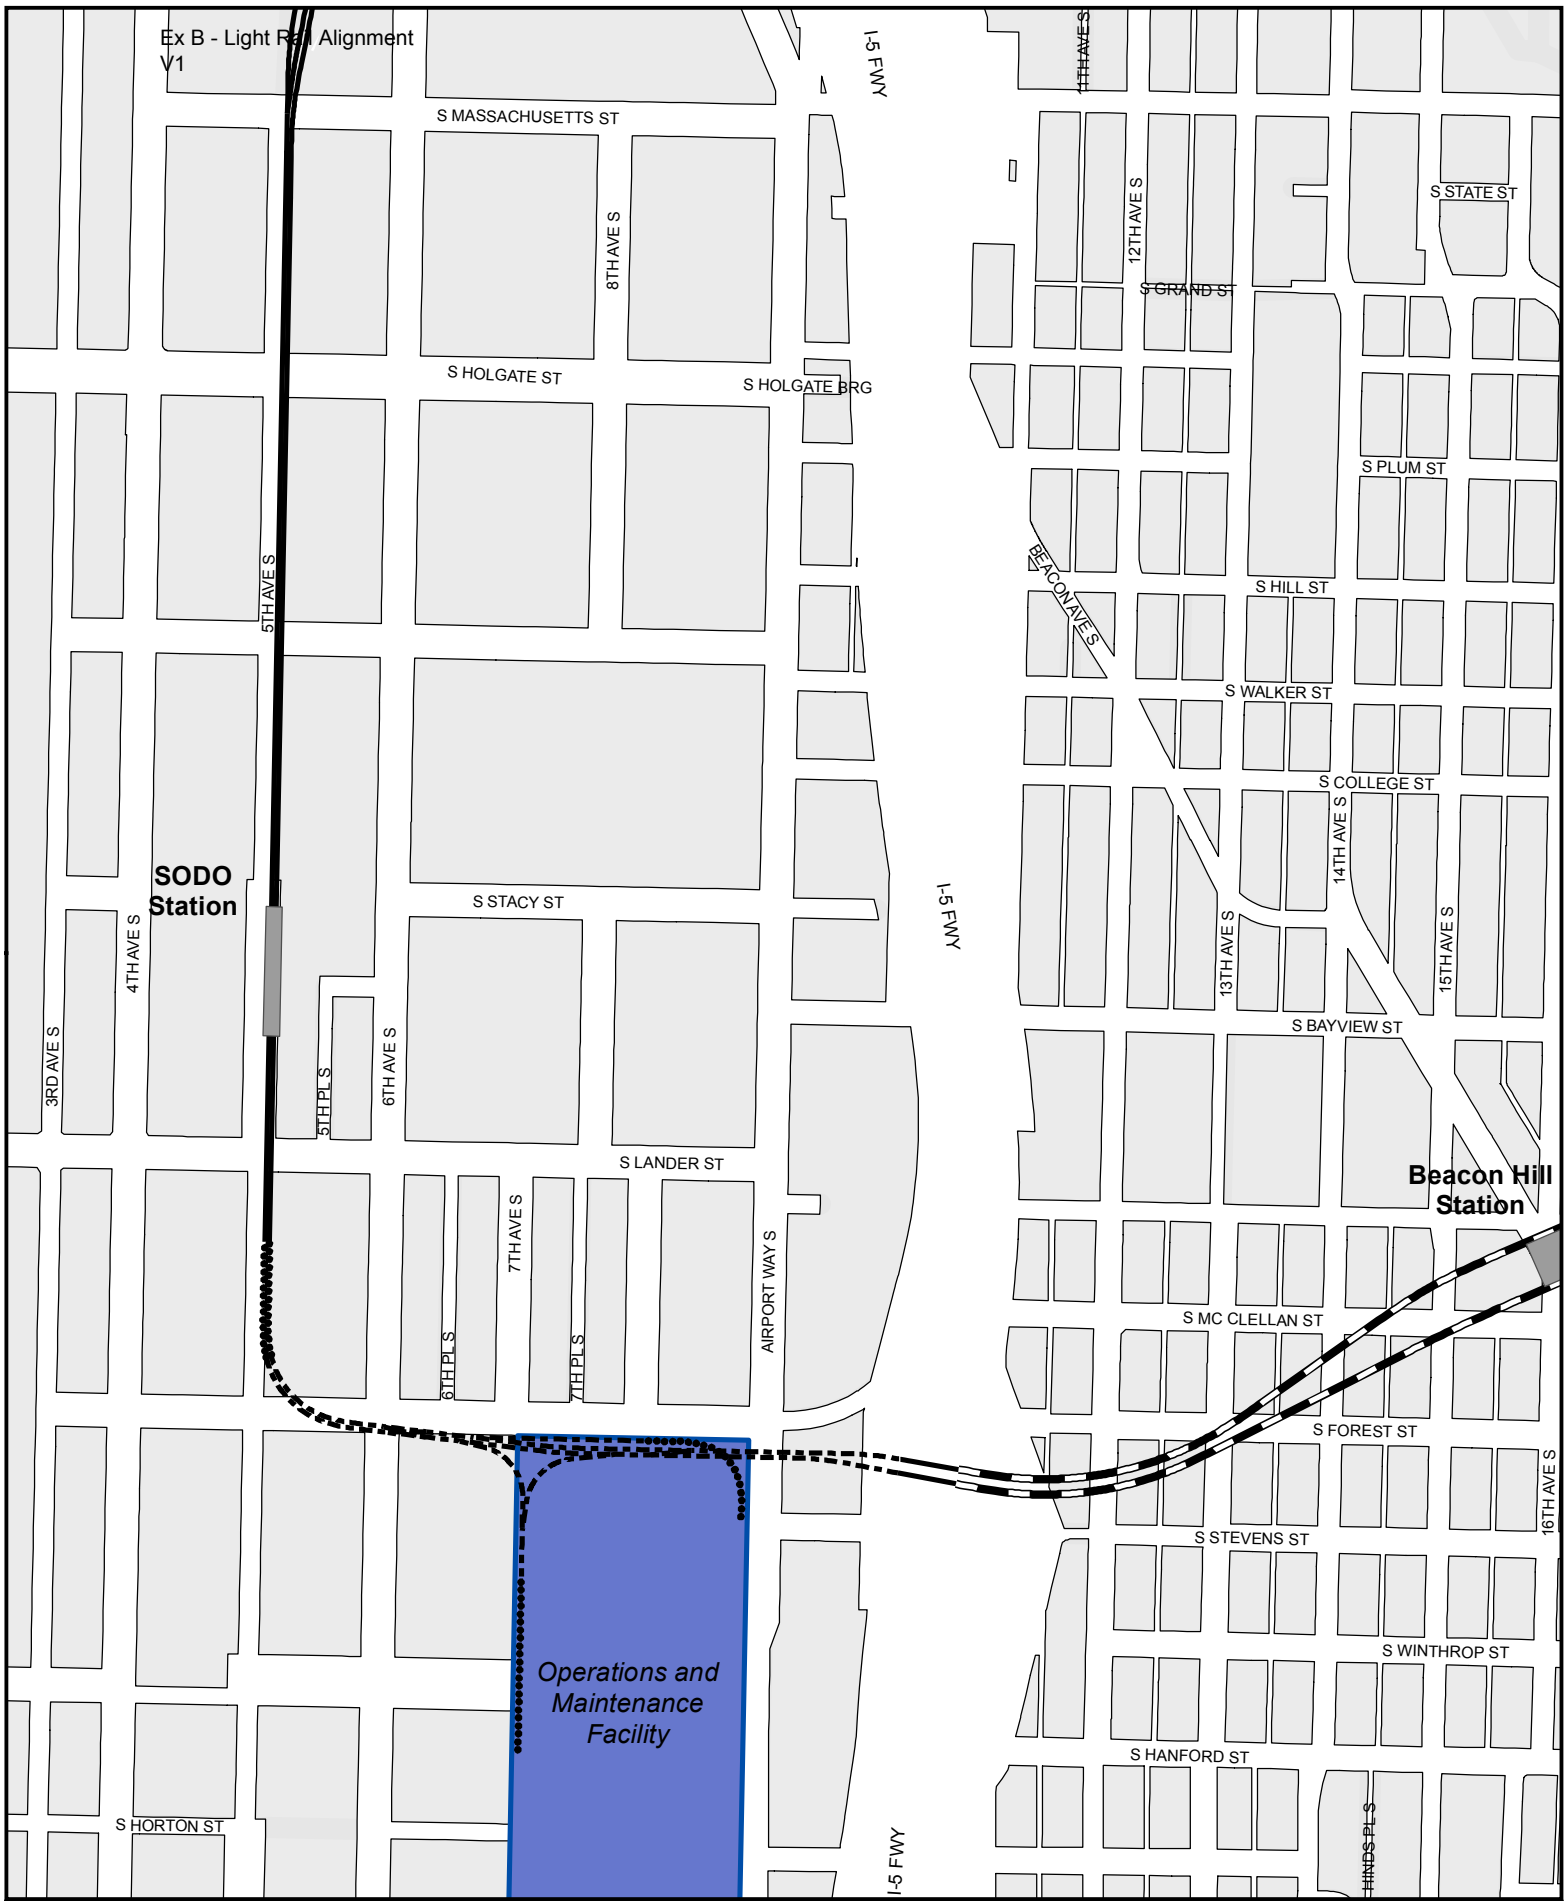 Ex B - Light Rail Alignment
V1
I-5 FWY
11TH AVE S
S MASSACHUSETTS ST
S STATE ST
8TH AVE S
12TH AVE S
S GRAND ST
S HOLGATE ST
S HOLGATE BRG
S PLUM ST
5TH AVE S
BEACON AVE S
S HILL ST
S WALKER ST
S COLLEGE ST
14TH AVE S
SODO
Station
S STACY ST
I-5 FWY
4TH AVE S
13TH AVE S
15TH AVE S
S BAYVIEW ST
3RD AVE S
5TH PL S
6TH AVE S
S LANDER ST
Beacon Hill
Station
7TH AVE S
AIRPORT WAY S
S MC CLELLAN ST
6TH PL S
7TH PL S
S FOREST ST
16TH AVE S
S STEVENS ST
S WINTHROP ST
Operations and
Maintenance
Facility
S HANFORD ST
S HORTON ST
I-5 FWY
HINDS PL S